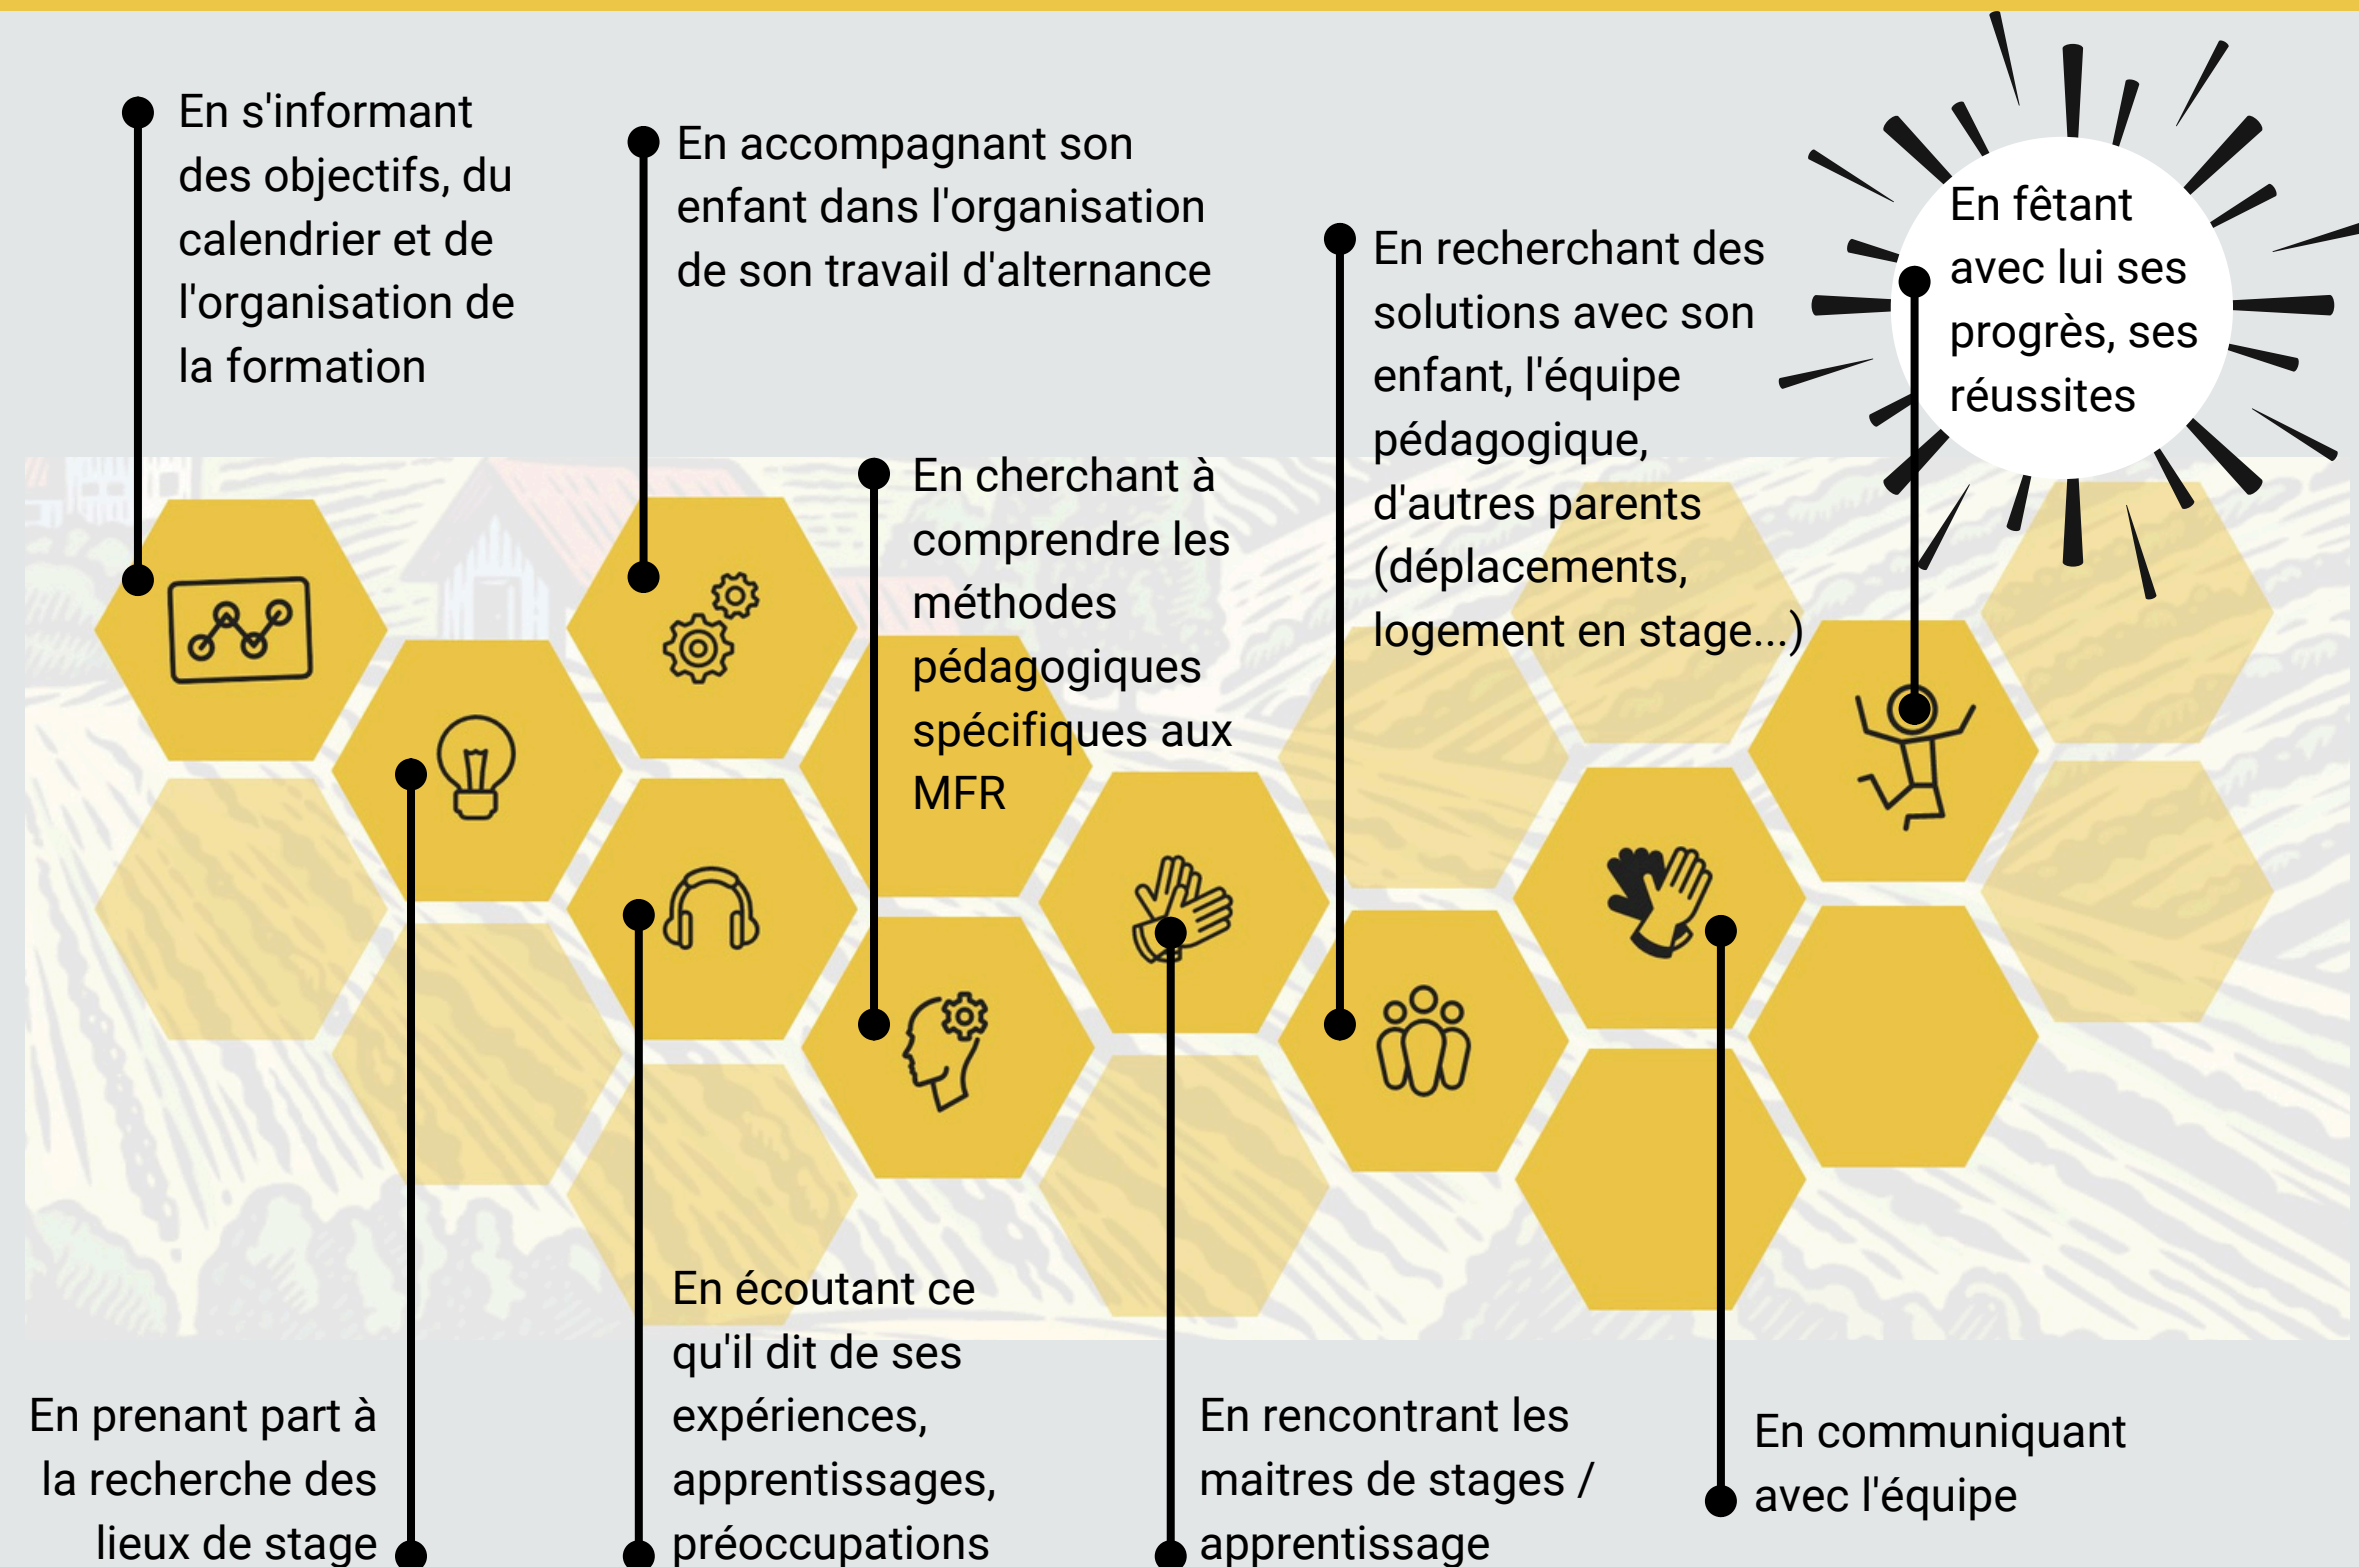 En s'informant
des objectifs, du
calendrier et de
l'organisation de
la formation
En accompagnant son
enfant dans l'organisation
de son travail d'alternance
En recherchant des
solutions avec son
enfant, l'équipe
pédagogique,
d'autres parents
(déplacements,
logement en stage...)
En fêtant
avec lui ses
progrès, ses
réussites
En cherchant à
comprendre les
méthodes
pédagogiques
spécifiques aux
MFR
En prenant part à
la recherche des
lieux de stage
En écoutant ce
qu'il dit de ses
expériences,
apprentissages,
préoccupations
En rencontrant les
maitres de stages /
apprentissage
En communiquant
avec l'équipe